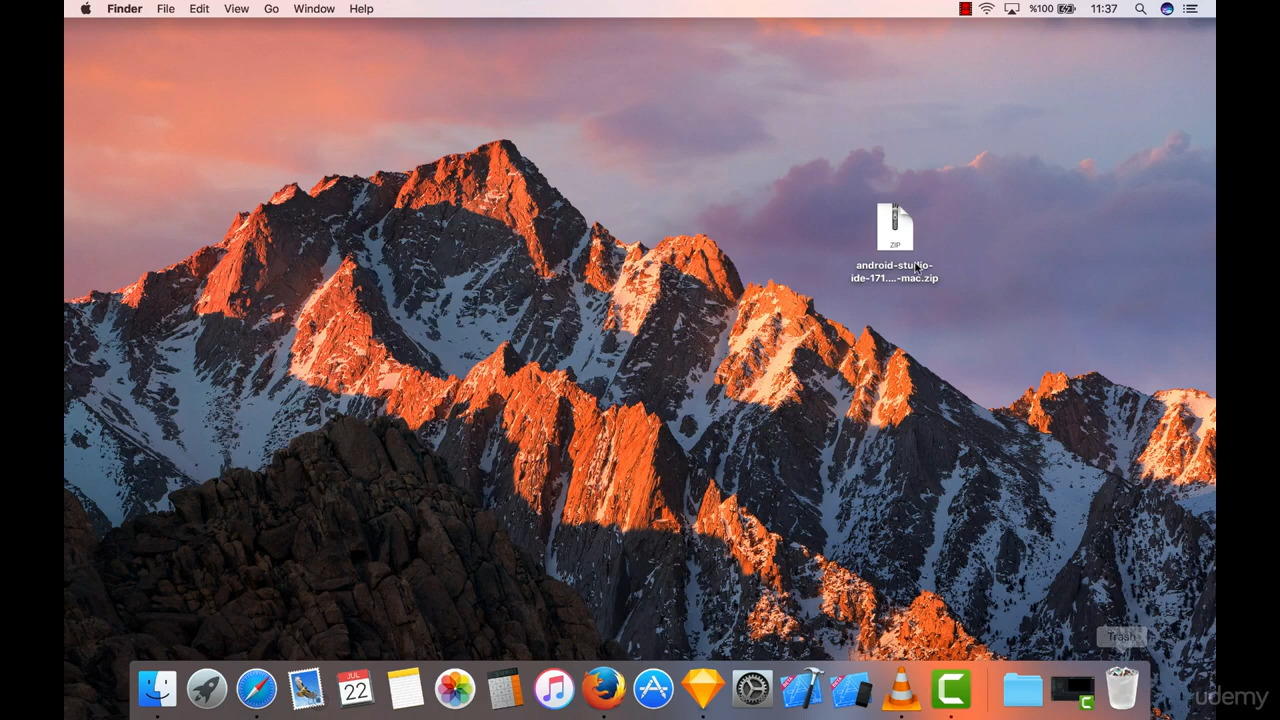 Finder File Edit View Go Window Help %100 11:37
ZIP
android-studio-
ide-171....-mac.zip
Trash
JUL
22
udemy